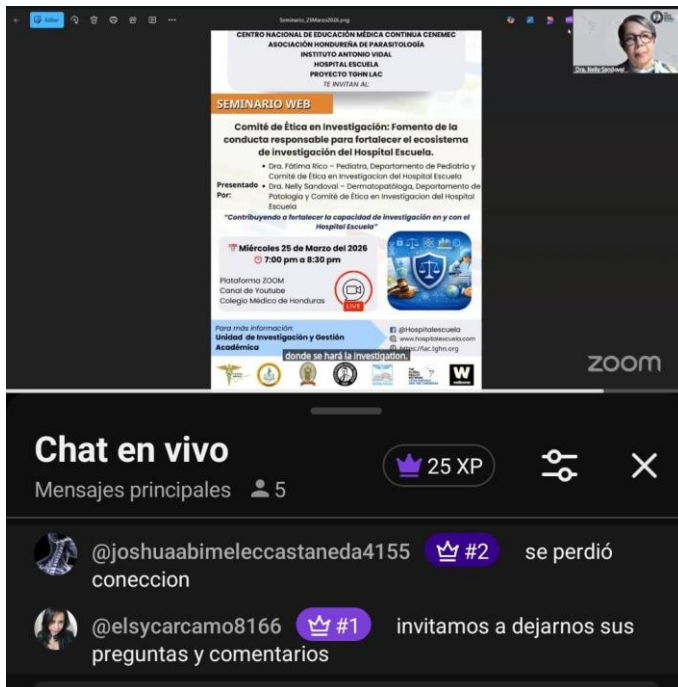 Editar
Seminario_25Marzo2026.png
CENTRO NACIONAL DE EDUCACIÓN MÉDICA CONTINUA CENEMEC
ASOCIACIÓN HONDUREÑA DE PARASITOLOGÍA
INSTITUTO ANTONIO VIDAL
HOSPITAL ESCUELA
PROYECTO TGHN LAC
TE INVITAN AL:
Dra. Nelly Sandoval
SEMINARIO WEB
Comité de Ética en Investigación: Fomento de la
conducta responsable para fortalecer el ecosistema
de investigación del Hospital Escuela.
Presentado Por:
• Dra. Fátima Rico – Pediatra, Departamento de Pediatría y
Comité de Ética en Investigacion del Hospital Escuela
• Dra. Nelly Sandoval – Dermatopatóloga, Departamento de
Patología y Comité de Ética en Investigacion del Hospital
Escuela
"Contribuyendo a fortalecer la capacidad de investigación en y con el
Hospital Escuela"
Miércoles 25 de Marzo del 2026
7:00 pm a 8:30 pm
Plataforma ZOOM
Canal de Youtube
Colegio Médico de Honduras
LIVE
Para más información:
Unidad de Investigación y Gestión
Académica
@Hospitalescuela
www.hospitalescuela.com
https://lac.tghn.org
donde se hará la investigation.
W
zoom
Chat en vivo
25 XP
Mensajes principales 5
@joshuaabimeleccastaneda4155 #2 se perdió
coneccion
@elsycarcamo8166 #1 invitamos a dejarnos sus
preguntas y comentarios